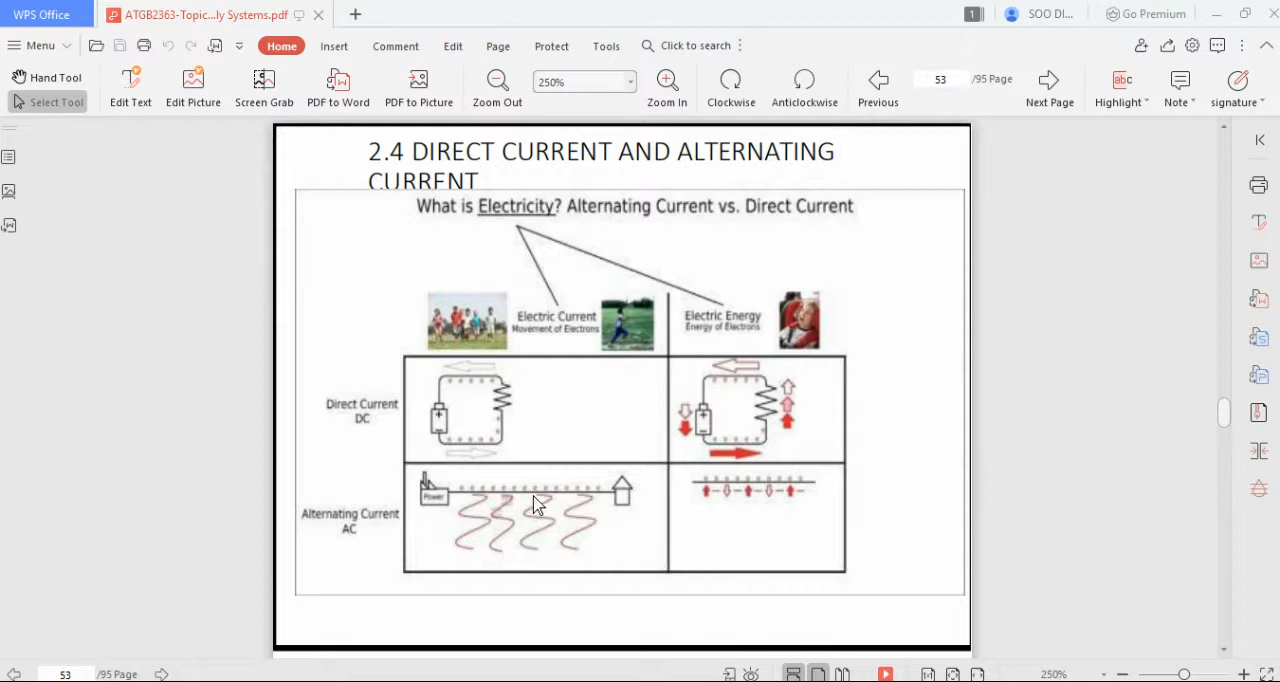 WPS Office
ATGB2363-Topic...ly Systems.pdf
1
SOO DI...
Go Premium
Menu
Home
Insert
Comment
Edit
Page
Protect
Tools
Click to search
Hand Tool
Select Tool
Edit Text
Edit Picture
Screen Grab
PDF to Word
PDF to Picture
Zoom Out
250%
Zoom In
Clockwise
Anticlockwise
Previous
53
/95 Page
Next Page
Highlight
Note
signature
2.4 DIRECT CURRENT AND ALTERNATING
CURRENT
What is Electricity? Alternating Current vs. Direct Current
Electric Current
Movement of Electrons
Electric Energy
Energy of Electrons
Direct Current
DC
Alternating Current
AC
Power
53
/95 Page
250%